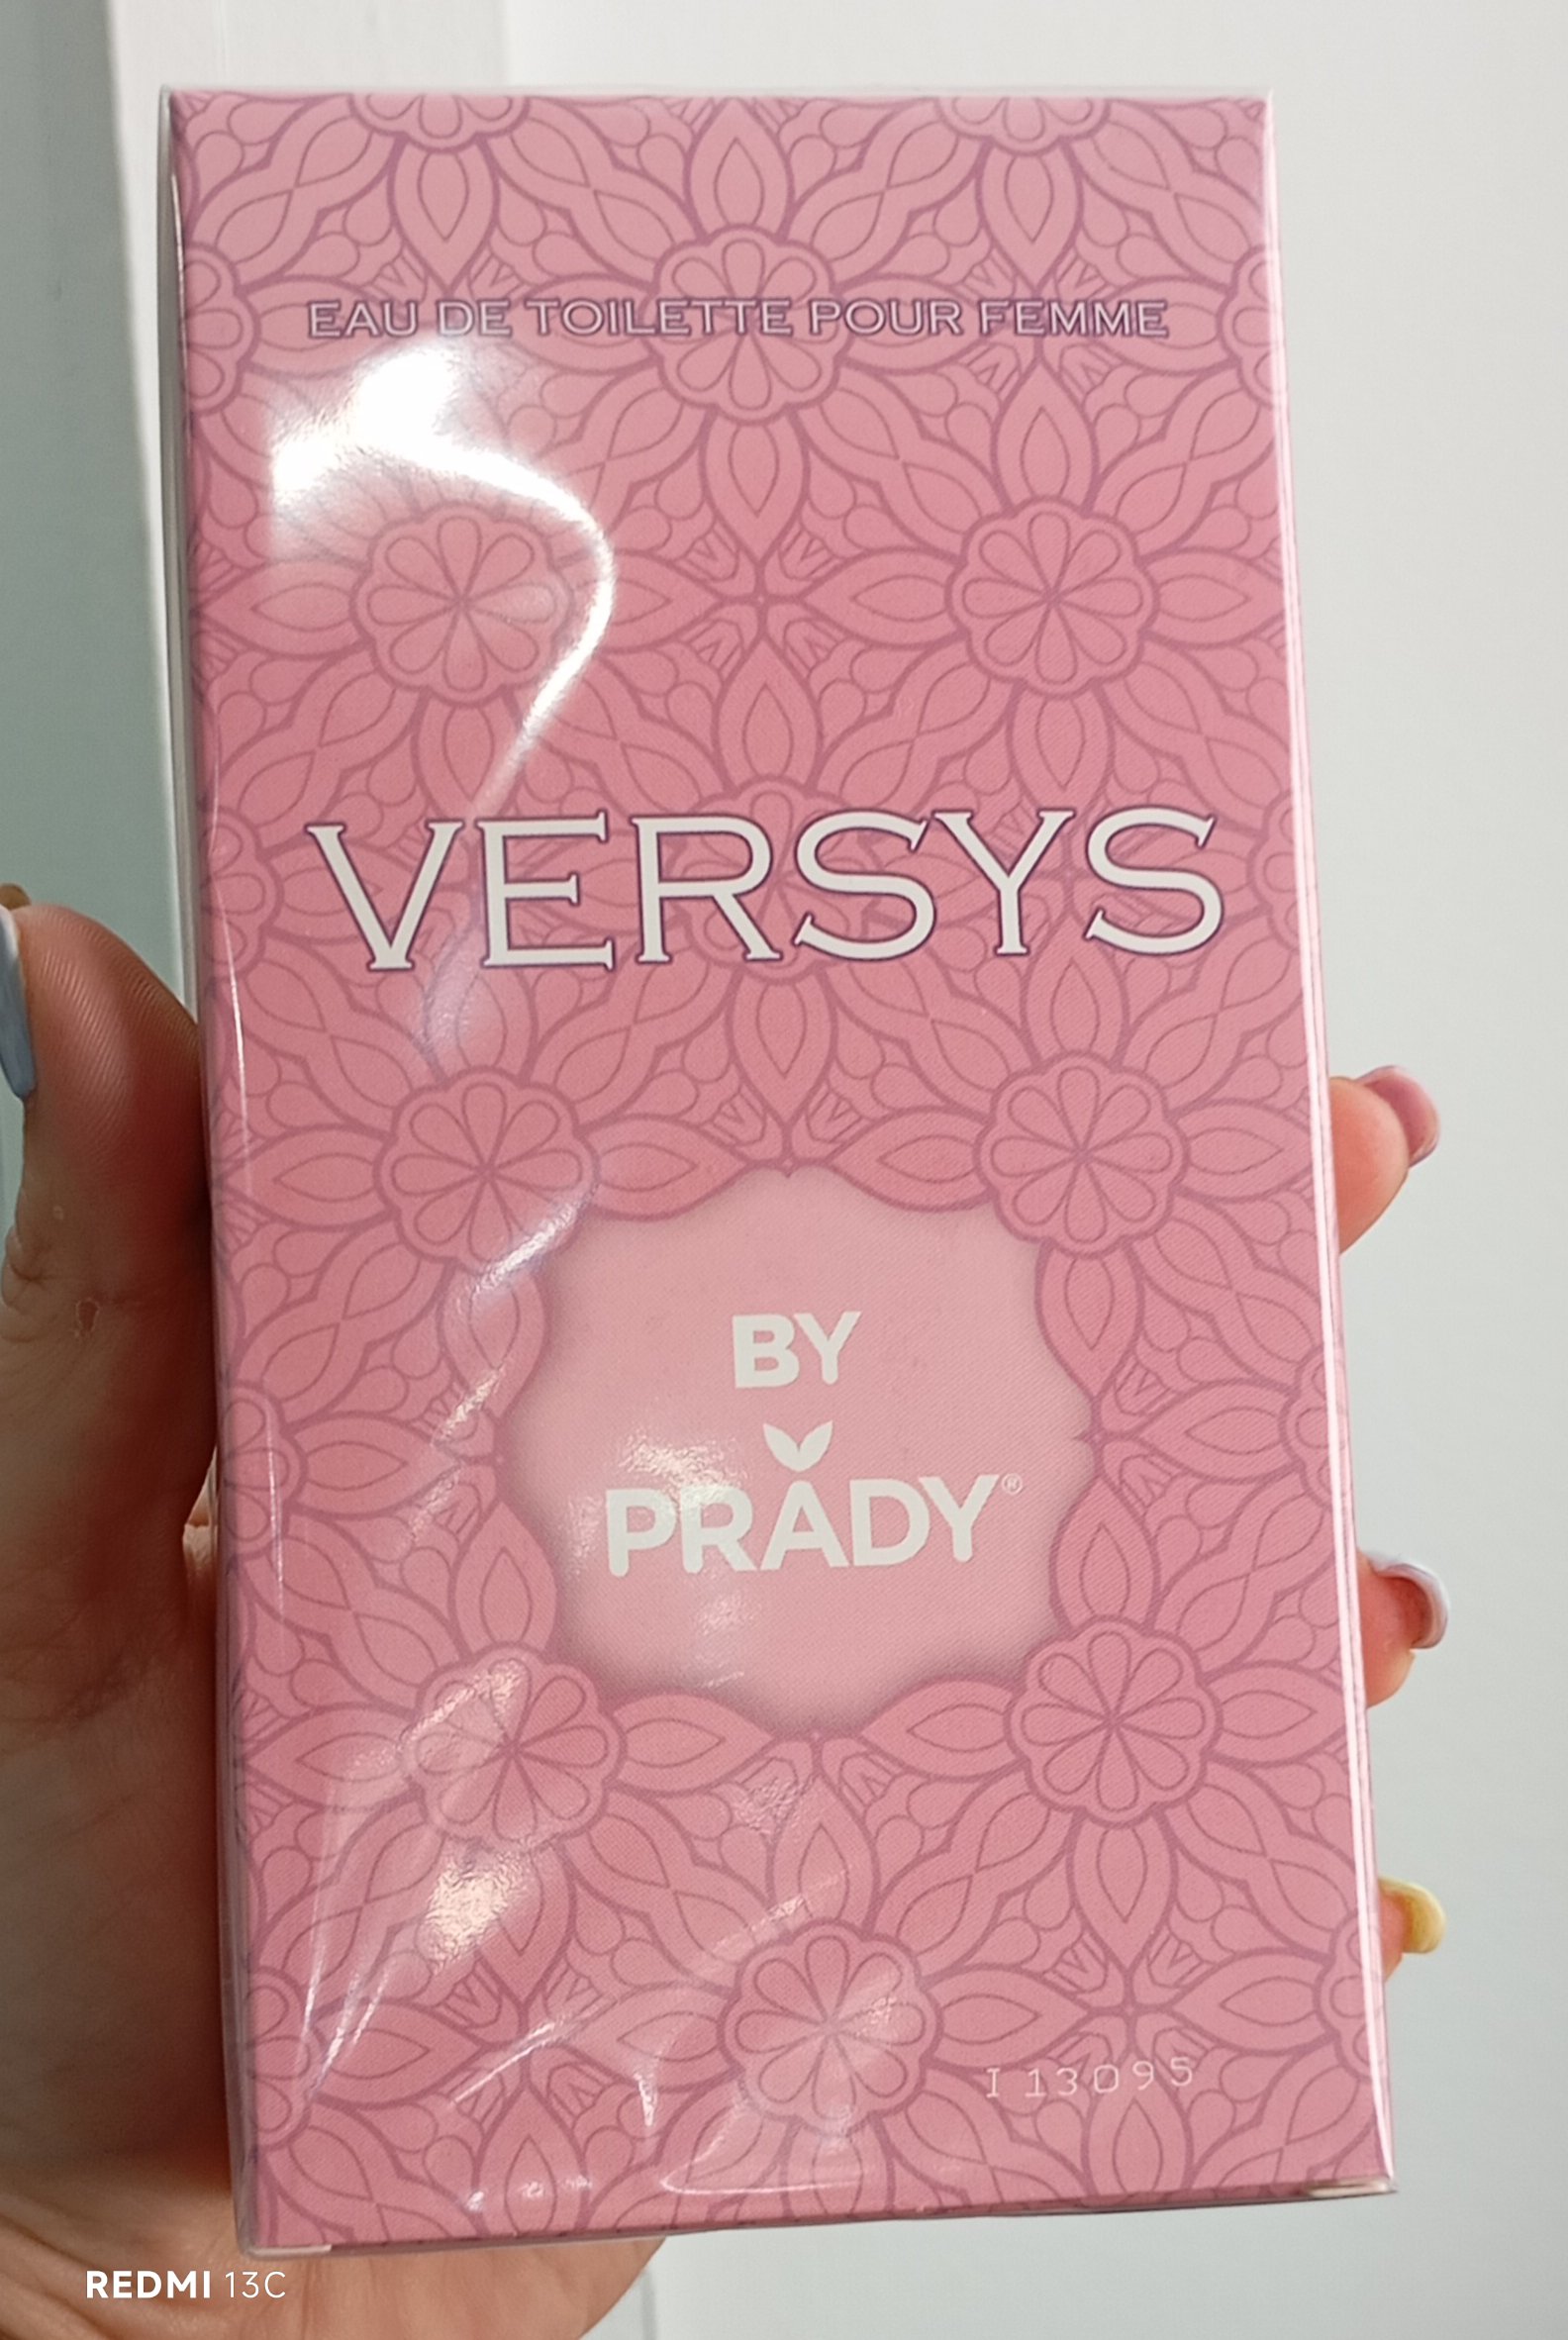 EAU DE TOILETTE POUR FEMME
VERSYS
BY
PRADY®
I 13095
REDMI 13C